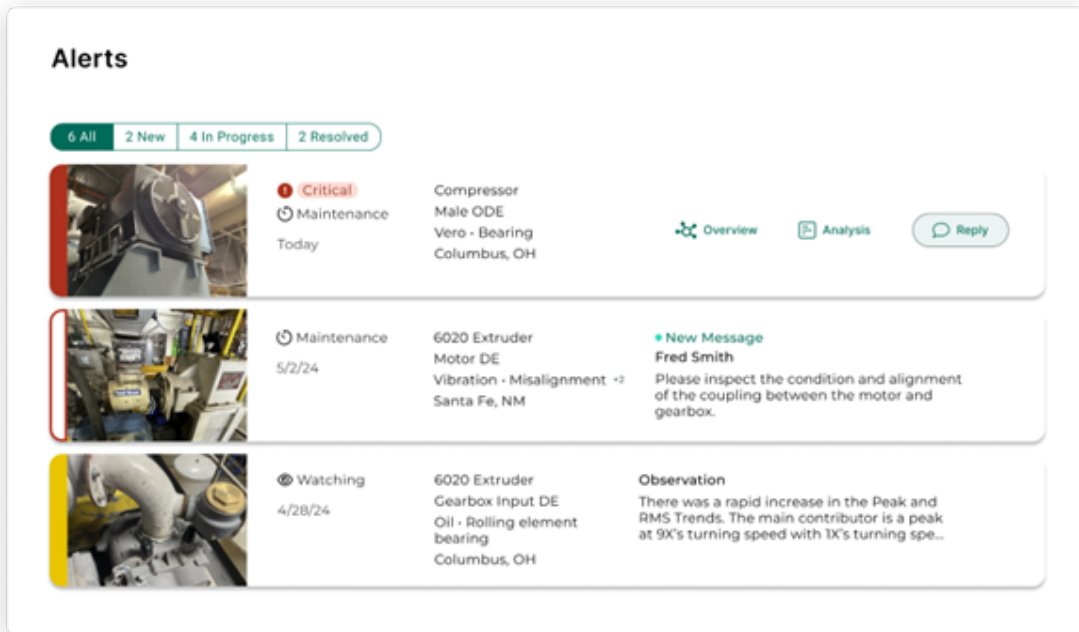 Alerts
6 All
2 New
4 In Progress
2 Resolved
Critical
Maintenance
Today
Compressor
Male ODE
Vero - Bearing
Columbus, OH
Overview
Analysis
Reply
Maintenance
5/2/24
6020 Extruder
Motor DE
Vibration • Misalignment +2
Santa Fe, NM
New Message
Fred Smith
Please inspect the condition and alignment
of the coupling between the motor and
gearbox.
Watching
4/28/24
6020 Extruder
Gearbox Input DE
Oil • Rolling element
bearing
Columbus, OH
Observation
There was a rapid increase in the Peak and
RMS Trends. The main contributor is a peak
at 9X's turning speed with 1X's turning spe...